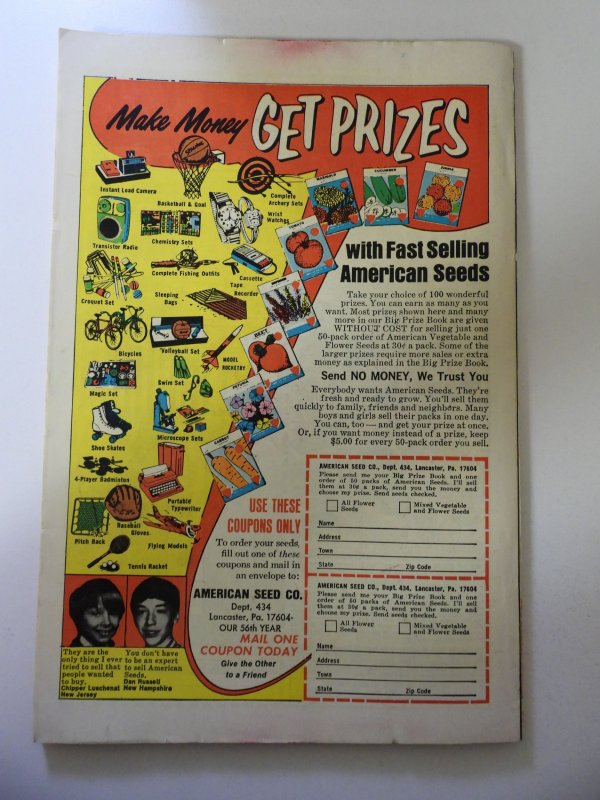 Make Money GET PRIZES
Instant Load Camera
Basketball & Goal
Complete
Archery Sets
Wrist
Watches
Transistor Radio
Chemistry Sets
Complete Fishing Outfits
Cassette
Tape
Recorder
Croquet Set
Sleeping
Bags
Bicycles
Volleyball Set
MODEL
ROCKETRY
Magic Set
Swim Set
Shoe Skates
Microscope Sets
4-Player Badminton
Portable
Typewriter
Baseball
Gloves
Pitch Back
Flying Models
Tennis Racket
CUCUMBER
ZINNIA
TOMATO
BEET
PETUNIA
CARROT
with Fast Selling
American Seeds
Take your choice of 100 wonderful
prizes. You can earn as many as you
want. Most prizes shown here and many
more in our Big Prize Book are given
WITHOUT COST for selling just one
50-pack order of American Vegetable and
Flower Seeds at 30¢ a pack. Some of the
larger prizes require more sales or extra
money as explained in the Big Prize Book.
Send NO MONEY, We Trust You
Everybody wants American Seeds. They're
fresh and ready to grow. You'll sell them
quickly to family, friends and neighbors. Many
boys and girls sell their packs in one day.
You can, too — and get your prize at once.
Or, if you want money instead of a prize, keep
$5.00 for every 50-pack order you sell.
USE THESE
COUPONS ONLY
To order your seeds,
fill out one of these
coupons and mail in
an envelope to:
AMERICAN SEED CO.
Dept. 434
Lancaster, Pa. 17604
OUR 56th YEAR
MAIL ONE
COUPON TODAY
Give the Other
to a Friend
AMERICAN SEED CO., Dept. 434, Lancaster, Pa. 17604
Please send me your Big Prize Book and one
order of 50 packs of American Seeds. I'll sell
them at 30¢ a pack, send you the money and
choose my prize. Send seeds checked.
All Flower
Seeds
Mixed Vegetable
and Flower Seeds
Name
Address
Town
State Zip Code
AMERICAN SEED CO., Dept. 434, Lancaster, Pa. 17604
Please send me your Big Prize Book and one
order of 50 packs of American Seeds. I'll sell
them at 30¢ a pack, send you the money and
choose my prize. Send seeds checked.
All Flower
Seeds
Mixed Vegetable
and Flower Seeds
Name
Address
Town
State Zip Code
They are the
only thing I ever
tried to sell that
people wanted
to buy.
Chipper Luschenat
New Jersey
You don't have
to be an expert
to sell American
Seeds.
Dan Russell
New Hampshire